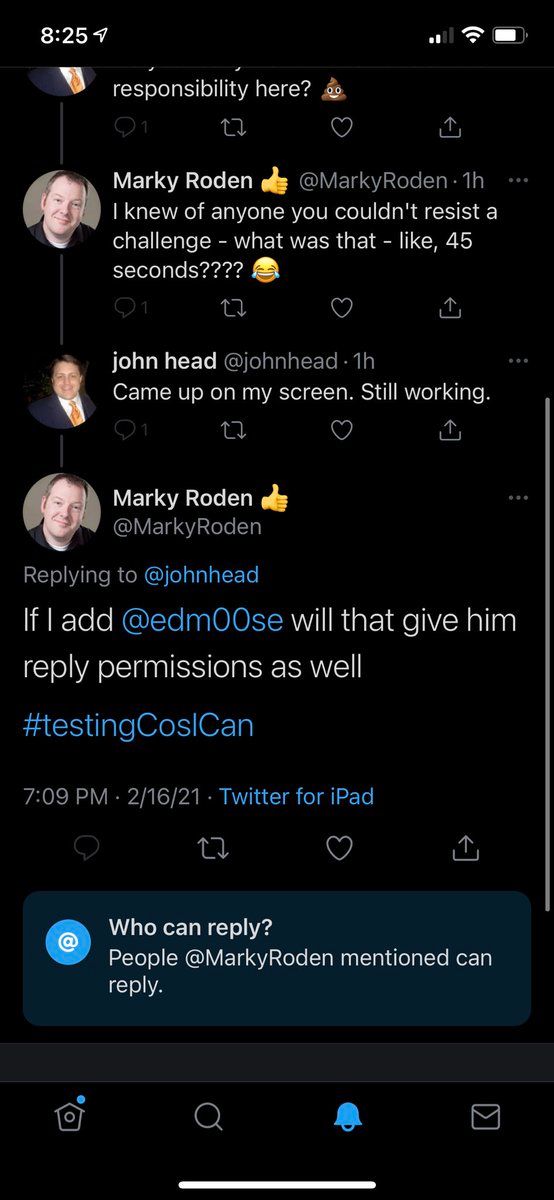 8:25
responsibility here? 💩
1
Marky Roden 👍 @MarkyRoden · 1h
I knew of anyone you couldn't resist a
challenge - what was that - like, 45
seconds???? 😂
1
john head @johnhead · 1h
Came up on my screen. Still working.
1
Marky Roden 👍
@MarkyRoden
Replying to @johnhead
If I add @edm00se will that give him
reply permissions as well
#testingCosICan
7:09 PM · 2/16/21 · Twitter for iPad
@
Who can reply?
People @MarkyRoden mentioned can
reply.